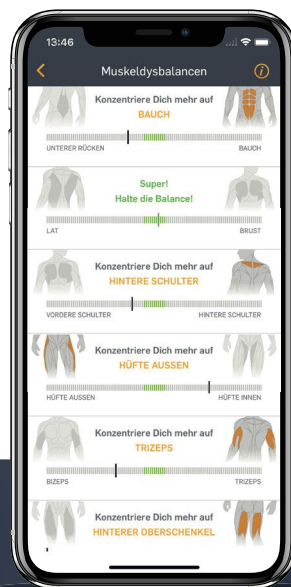 13:46
Muskeldysbalancen
Konzentriere Dich mehr auf
BAUCH
UNTERER RÜCKEN BAUCH
Super!
Halte die Balance!
LAT BRUST
Konzentriere Dich mehr auf
HINTERE SCHULTER
VORDERE SCHULTER HINTERE SCHULTER
Konzentriere Dich mehr auf
HÜFTE AUSSEN
HÜFTE AUSSEN HÜFTE INNEN
Konzentriere Dich mehr auf
TRIZEPS
BIZEPS TRIZEPS
Konzentriere Dich mehr auf
HINTERER OBERSCHENKEL